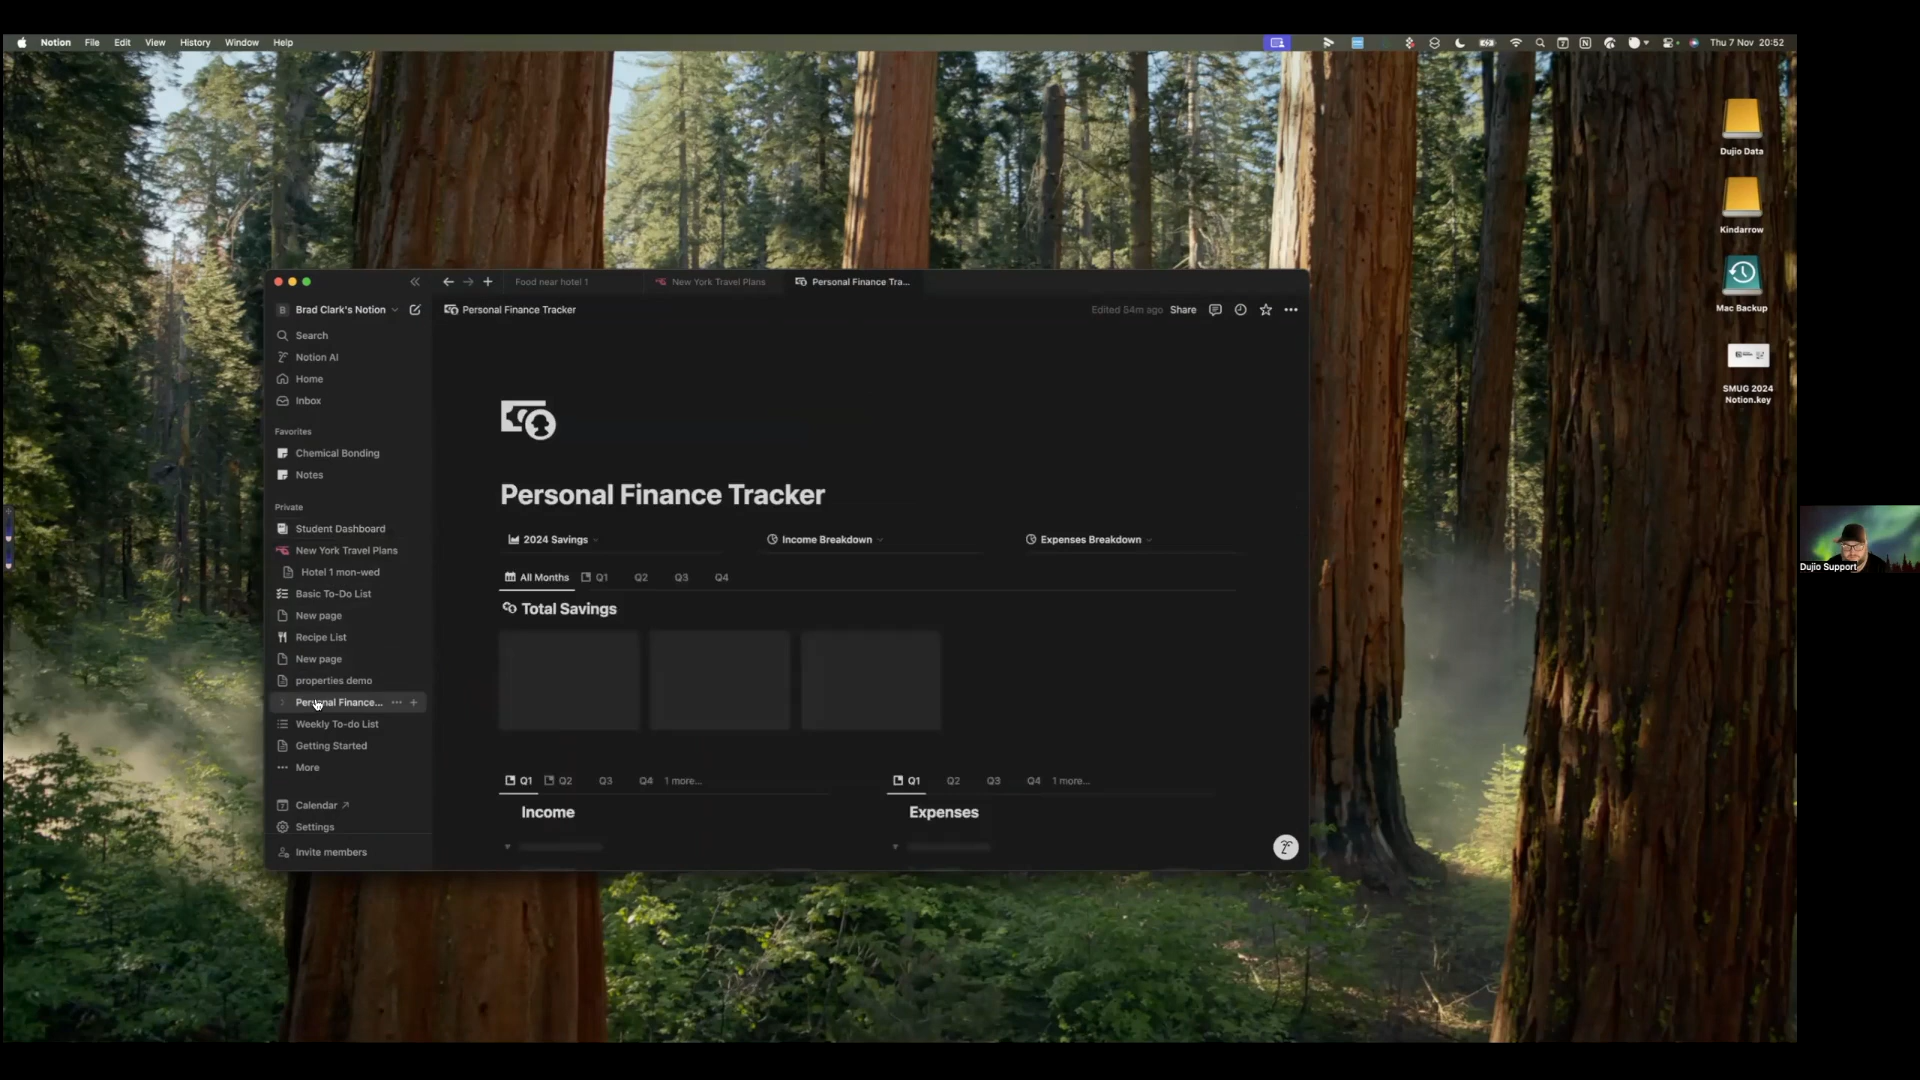 Notion File Edit View History Window Help
Thu 7 Nov 20:52
Dujio Data
Kindarrow
Mac Backup
SMUG 2024
Notion.key
Food near hotel 1
New York Travel Plans
Personal Finance Tra...
Brad Clark's Notion
Personal Finance Tracker
Edited 54m ago Share
Search
Notion AI
Home
Inbox
Favorites
Chemical Bonding
Notes
Private
Student Dashboard
New York Travel Plans
Hotel 1 mon-wed
Basic To-Do List
New page
Recipe List
New page
properties demo
Personal Finance...
Weekly To-do List
Getting Started
More
Calendar
Settings
Invite members
Personal Finance Tracker
2024 Savings
Income Breakdown
Expenses Breakdown
All Months Q1 Q2 Q3 Q4
Total Savings
Q1 Q2 Q3 Q4 1 more...
Income
Q1 Q2 Q3 Q4 1 more...
Expenses
Dujio Support